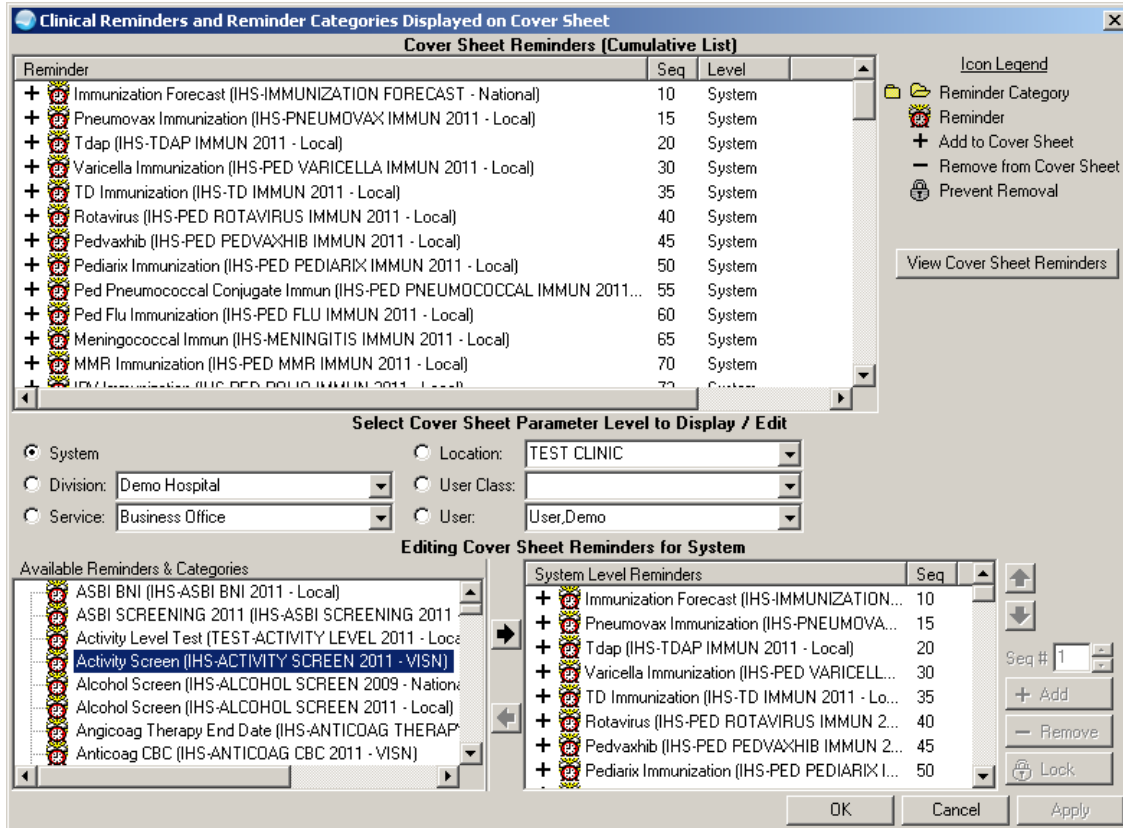 Clinical Reminders and Reminder Categories Displayed on Cover Sheet
Cover Sheet Reminders (Cumulative List)
Reminder Seq Level
Immunization Forecast (IHS-IMMUNIZATION FORECAST - National) 10 System
Pneumovax Immunization (IHS-PNEUMOVAX IMMUN 2011 - Local) 15 System
Tdap (IHS-TDAP IMMUN 2011 - Local) 20 System
Varicella Immunization (IHS-PED VARICELLA IMMUN 2011 - Local) 30 System
TD Immunization (IHS-TD IMMUN 2011 - Local) 35 System
Rotavirus (IHS-PED ROTAVIRUS IMMUN 2011 - Local) 40 System
Pedvaxhib (IHS-PED PEDVAXHIB IMMUN 2011 - Local) 45 System
Pediarix Immunization (IHS-PED PEDIARIX IMMUN 2011 - Local) 50 System
Ped Pneumococcal Conjugate Immun (IHS-PED PNEUMOCOCCAL IMMUN 2011... 55 System
Ped Flu Immunization (IHS-PED FLU IMMUN 2011 - Local) 60 System
Meningococcal Immun (IHS-MENINGITIS IMMUN 2011 - Local) 65 System
MMR Immunization (IHS-PED MMR IMMUN 2011 - Local) 70 System
Icon Legend
Reminder Category
Reminder
Add to Cover Sheet
Remove from Cover Sheet
Prevent Removal
View Cover Sheet Reminders
Select Cover Sheet Parameter Level to Display / Edit
System
Location: TEST CLINIC
Division: Demo Hospital
User Class:
Service: Business Office
User: User,Demo
Editing Cover Sheet Reminders for System
Available Reminders & Categories
ASBI BNI (IHS-ASBI BNI 2011 - Local)
ASBI SCREENING 2011 (IHS-ASBI SCREENING 2011 -
Activity Level Test (TEST-ACTIVITY LEVEL 2011 - Loca
Activity Screen (IHS-ACTIVITY SCREEN 2011 - VISN)
Alcohol Screen (IHS-ALCOHOL SCREEN 2009 - Nationa
Alcohol Screen (IHS-ALCOHOL SCREEN 2011 - Local)
Angicoag Therapy End Date (IHS-ANTICOAG THERAP
Anticoag CBC (IHS-ANTICOAG CBC 2011 - VISN)
System Level Reminders Seq
Immunization Forecast (IHS-IMMUNIZATION... 10
Pneumovax Immunization (IHS-PNEUMOVA... 15
Tdap (IHS-TDAP IMMUN 2011 - Local) 20
Varicella Immunization (IHS-PED VARICELL... 30
TD Immunization (IHS-TD IMMUN 2011 - Lo... 35
Rotavirus (IHS-PED ROTAVIRUS IMMUN 2... 40
Pedvaxhib (IHS-PED PEDVAXHIB IMMUN 2... 45
Pediarix Immunization (IHS-PED PEDIARIX I... 50
Seq # 1
Add
Remove
Lock
OK Cancel Apply